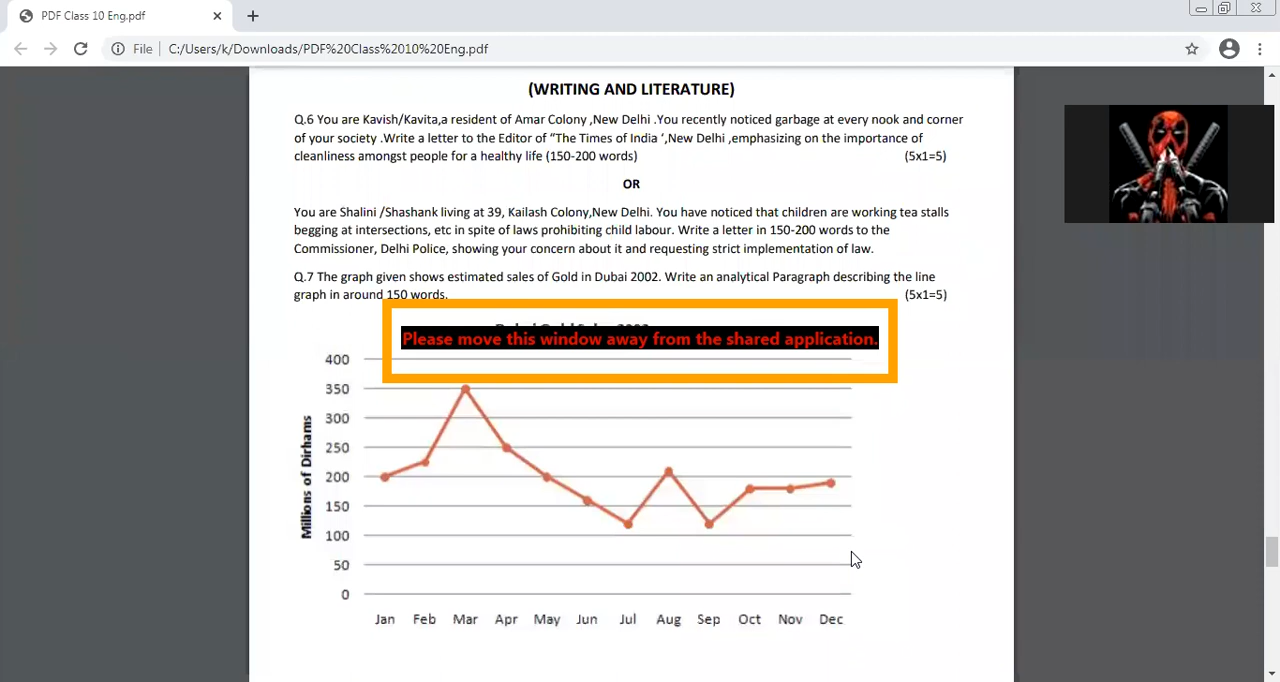 PDF Class 10 Eng.pdf
File C:/Users/k/Downloads/PDF%20Class%2010%20Eng.pdf
(WRITING AND LITERATURE)
Q.6 You are Kavish/Kavita,a resident of Amar Colony ,New Delhi .You recently noticed garbage at every nook and corner
of your society .Write a letter to the Editor of “The Times of India ‘,New Delhi ,emphasizing on the importance of
cleanliness amongst people for a healthy life (150-200 words) (5x1=5)
OR
You are Shalini /Shashank living at 39, Kailash Colony,New Delhi. You have noticed that children are working tea stalls
begging at intersections, etc in spite of laws prohibiting child labour. Write a letter in 150-200 words to the
Commissioner, Delhi Police, showing your concern about it and requesting strict implementation of law.
Q.7 The graph given shows estimated sales of Gold in Dubai 2002. Write an analytical Paragraph describing the line
graph in around 150 words. (5x1=5)
Please move this window away from the shared application.
Millions of Dirhams
400
350
300
250
200
150
100
50
0
Jan Feb Mar Apr May Jun Jul Aug Sep Oct Nov Dec